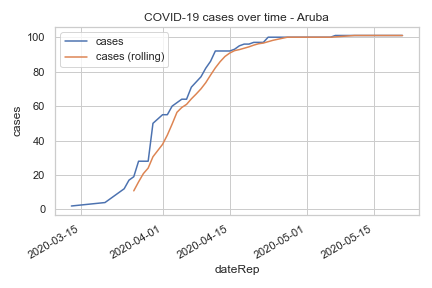 COVID-19 cases over time - Aruba
cases
cases (rolling)
100
80
60
40
20
0
cases
2020-03-15
2020-04-01
2020-04-15
2020-05-01
2020-05-15
dateRep